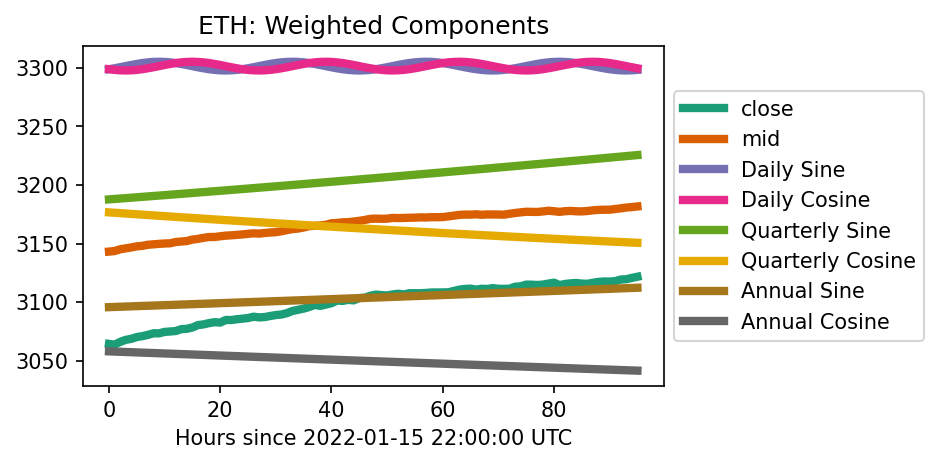 ETH: Weighted Components
3300
3250
3200
3150
3100
3050
0 20 40 60 80
Hours since 2022-01-15 22:00:00 UTC
close
mid
Daily Sine
Daily Cosine
Quarterly Sine
Quarterly Cosine
Annual Sine
Annual Cosine